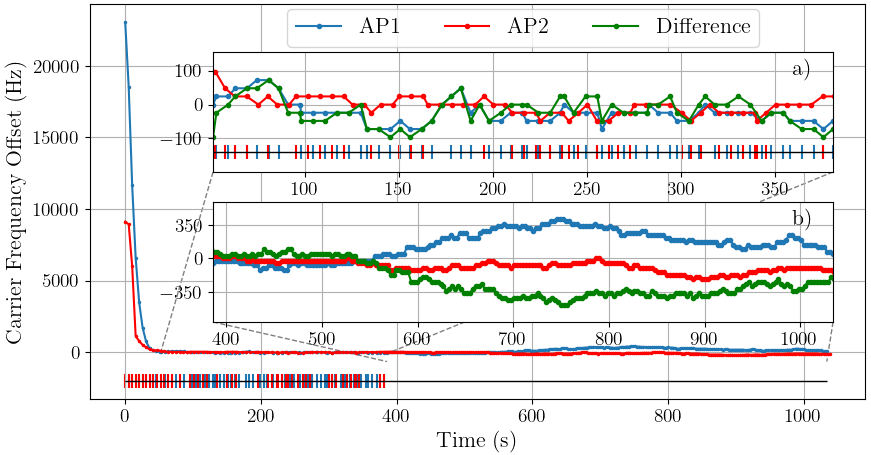 AP1 AP2 Difference
a)
100
0
−100
100 150 200 250 300 350
b)
350
0
−350
400 500 600 700 800 900 1000
20000
15000
10000
5000
0
Carrier Frequency Offset (Hz)
0 200 400 600 800 1000
Time (s)